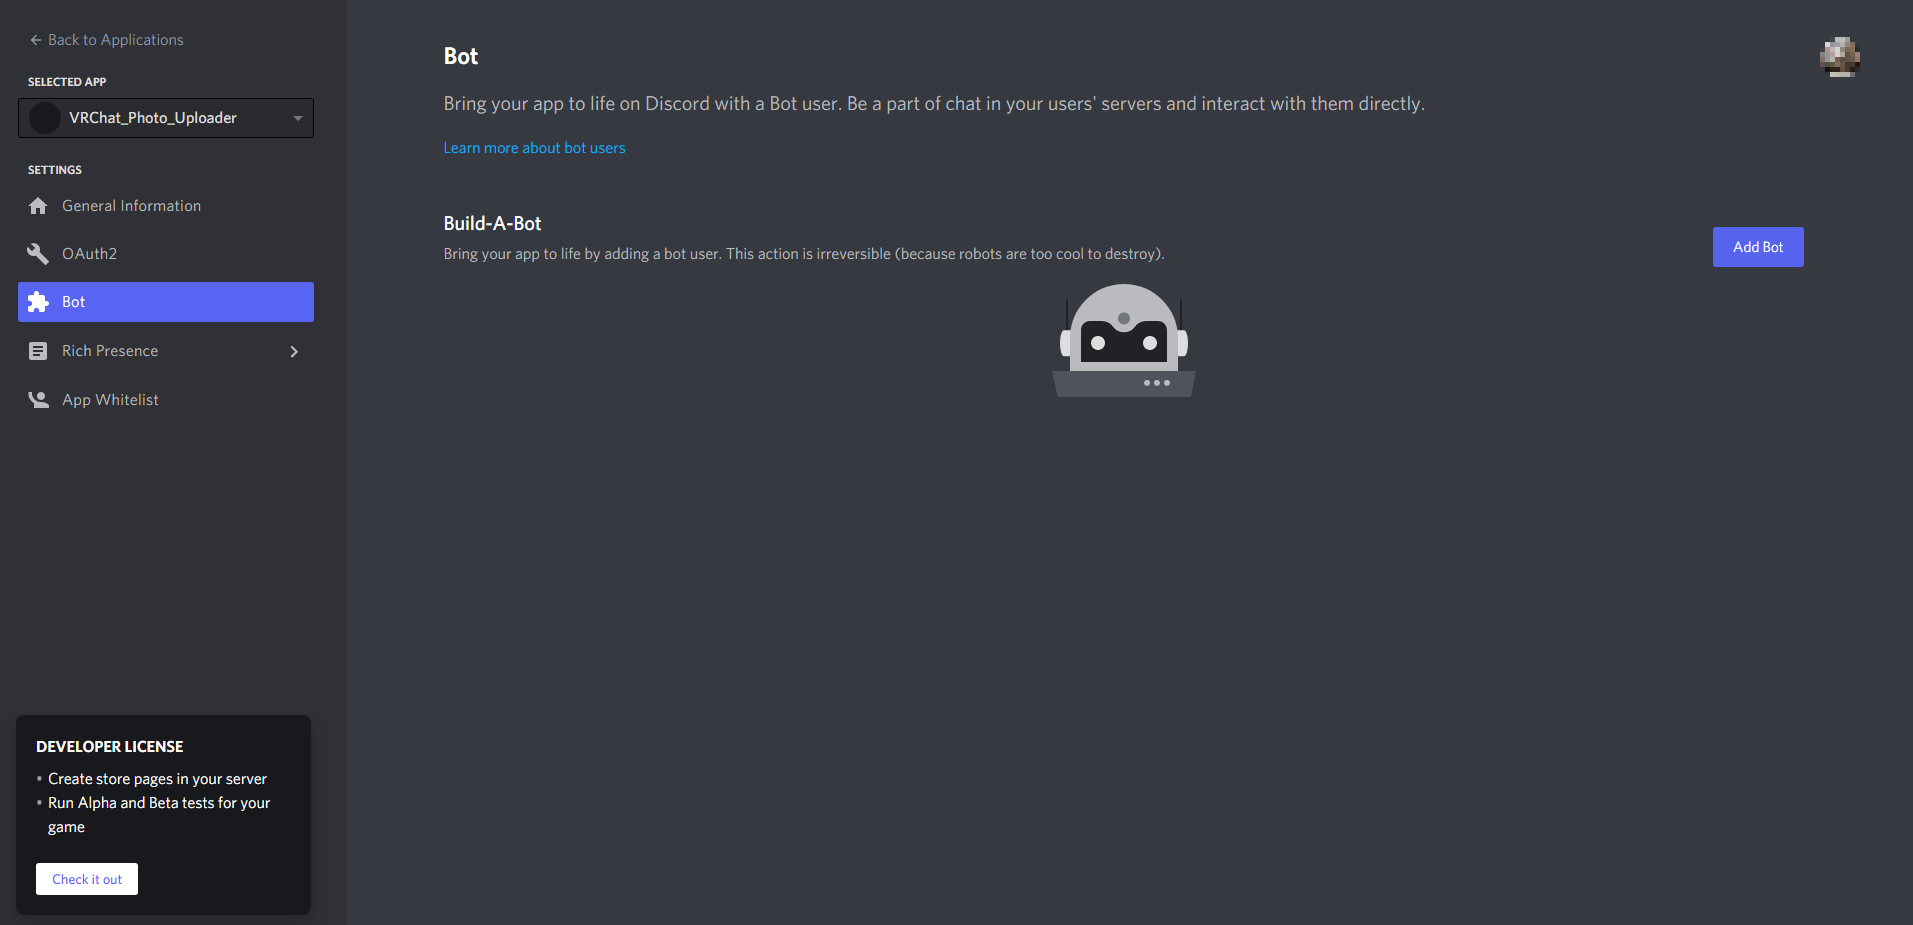 Back to Applications
SELECTED APP
VRChat_Photo_Uploader
SETTINGS
General Information
OAuth2
Bot
Rich Presence
App Whitelist
DEVELOPER LICENSE
• Create store pages in your server
• Run Alpha and Beta tests for your
game
Check it out
Bot
Bring your app to life on Discord with a Bot user. Be a part of chat in your users' servers and interact with them directly.
Learn more about bot users
Build-A-Bot
Bring your app to life by adding a bot user. This action is irreversible (because robots are too cool to destroy).
Add Bot